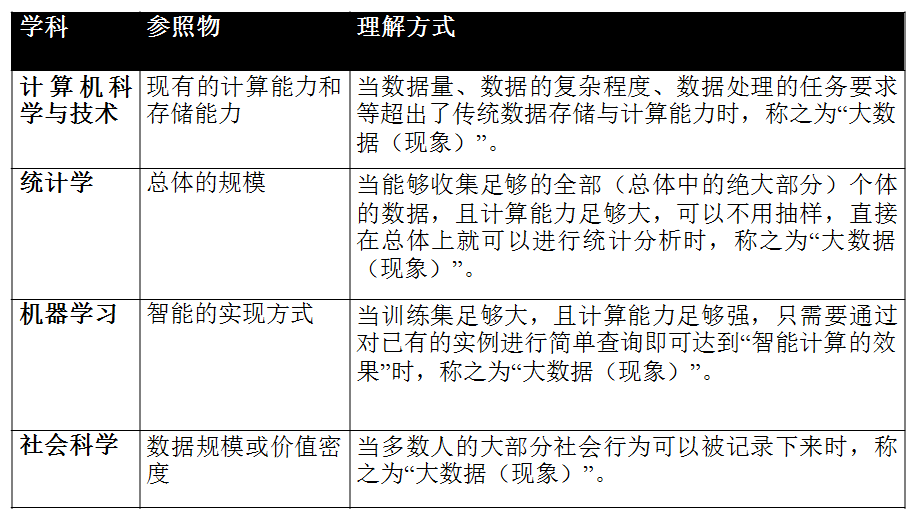 学科 参照物 理解方式
计算机科 现有的计算能力和 当数据量、数据的复杂程度、数据处理的任务要求
学与技术 存储能力 等超出了传统数据存储与计算能力时，称之为“大数
据（现象）”。
统计学 总体的规模 当能够收集足够的全部（总体中的绝大部分）个体
的数据，且计算能力足够大，可以不用抽样，直接
在总体上就可以进行统计分析时，称之为“大数据
（现象）”。
机器学习 智能的实现方式 当训练集足够大，且计算能力足够强，只需要通过
对已有的实例进行简单查询即可达到“智能计算的效
果”时，称之为“大数据（现象）”。
社会科学 数据规模或价值密 当多数人的大部分社会行为可以被记录下来时，称
度 之为“大数据（现象）”。